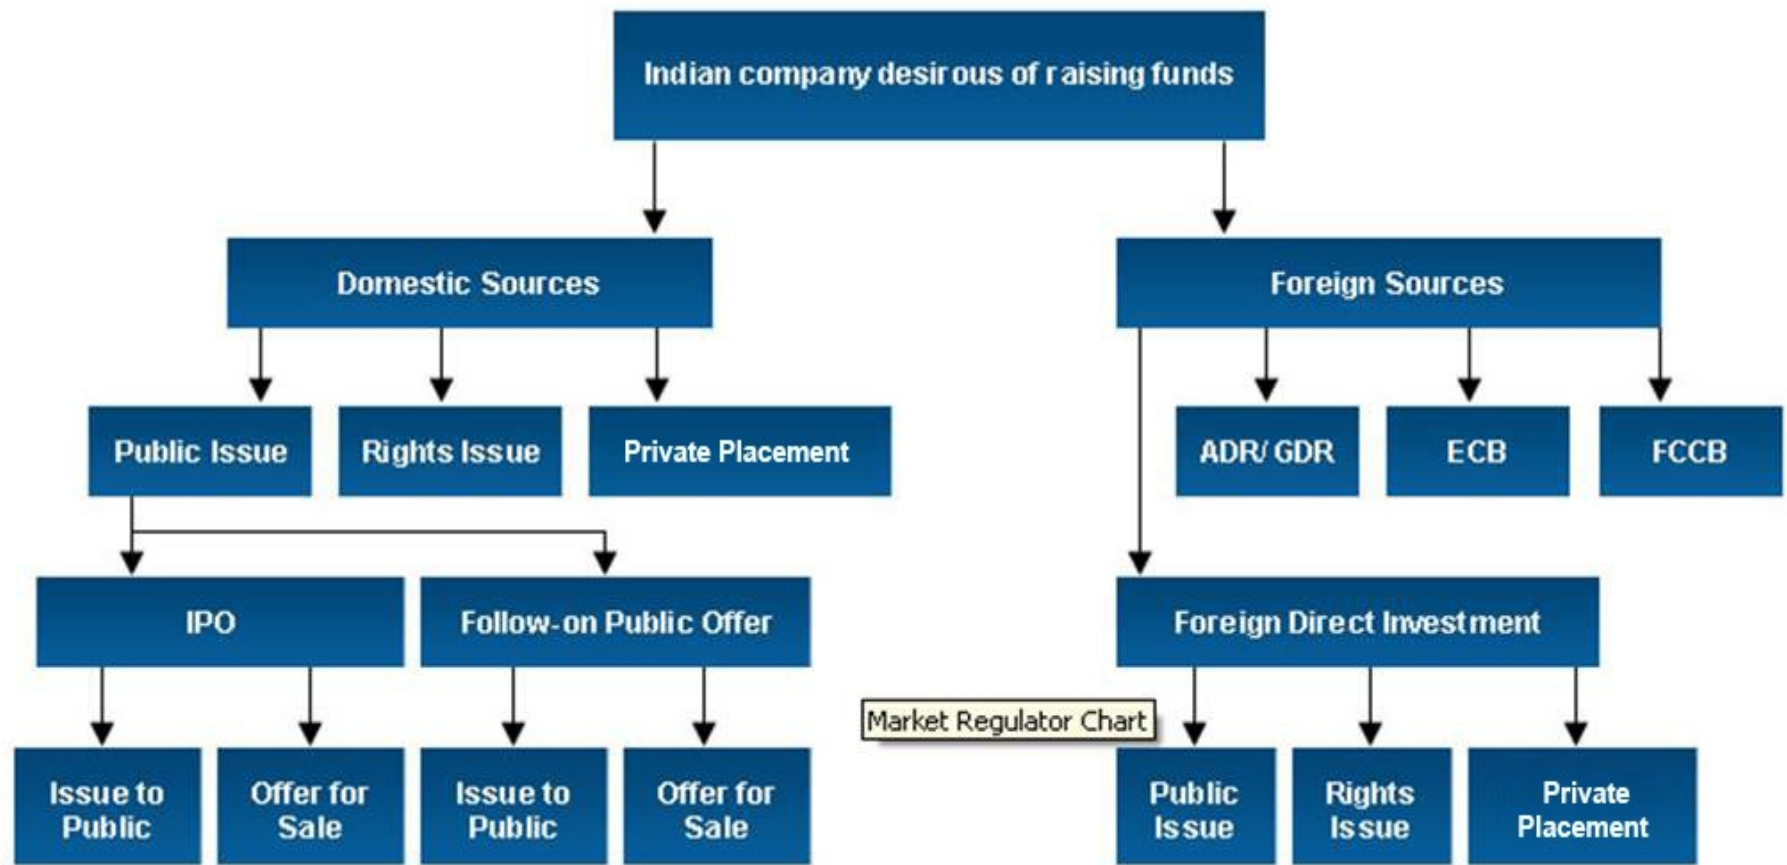 Indian company desirous of raising funds
Domestic Sources
Foreign Sources
Public Issue
Rights Issue
Private Placement
ADR/ GDR
ECB
FCCB
IPO
Follow-on Public Offer
Foreign Direct Investment
Market Regulator Chart
Issue to
Public
Offer for
Sale
Issue to
Public
Offer for
Sale
Public
Issue
Rights
Issue
Private
Placement